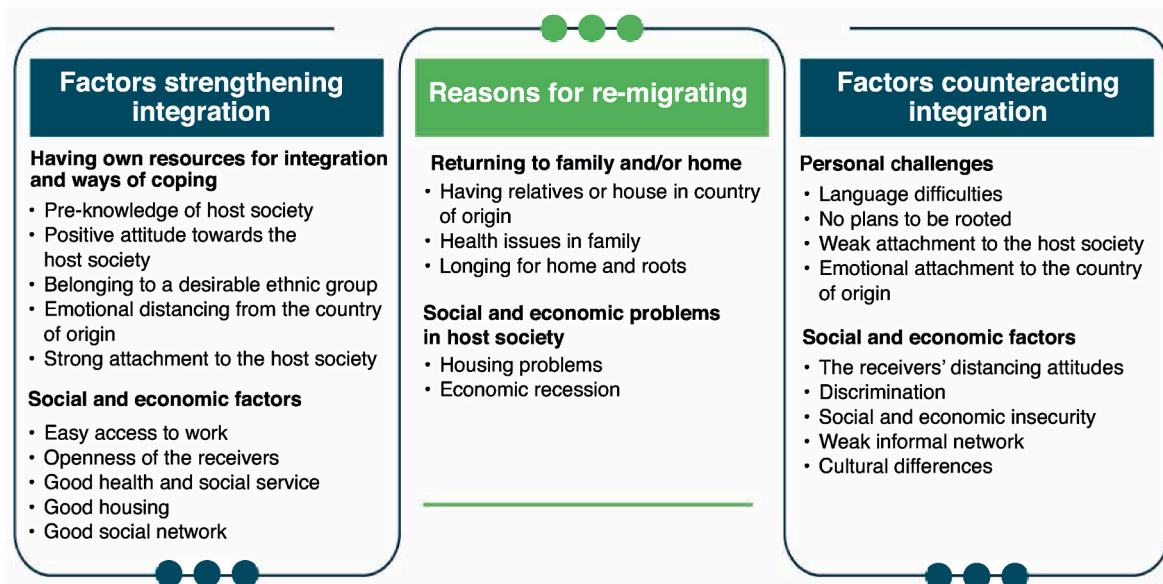 Factors strengthening
integration
Having own resources for integration
and ways of coping
• Pre-knowledge of host society
• Positive attitude towards the
host society
• Belonging to a desirable ethnic group
• Emotional distancing from the country
of origin
• Strong attachment to the host society
Social and economic factors
• Easy access to work
• Openness of the receivers
• Good health and social service
• Good housing
• Good social network
Reasons for re-migrating
Returning to family and/or home
• Having relatives or house in country
of origin
• Health issues in family
• Longing for home and roots
Social and economic problems
in host society
• Housing problems
• Economic recession
Factors counteracting
integration
Personal challenges
• Language difficulties
• No plans to be rooted
• Weak attachment to the host society
• Emotional attachment to the country
of origin
Social and economic factors
• The receivers’ distancing attitudes
• Discrimination
• Social and economic insecurity
• Weak informal network
• Cultural differences